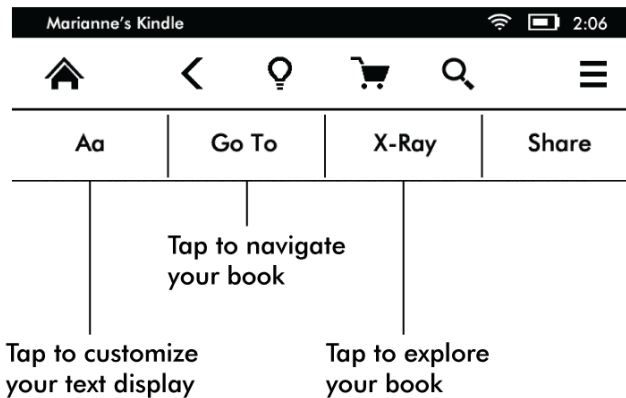 Marianne's Kindle 2:06
Aa Go To X-Ray Share
Tap to navigate
your book
Tap to customize
your text display
Tap to explore
your book